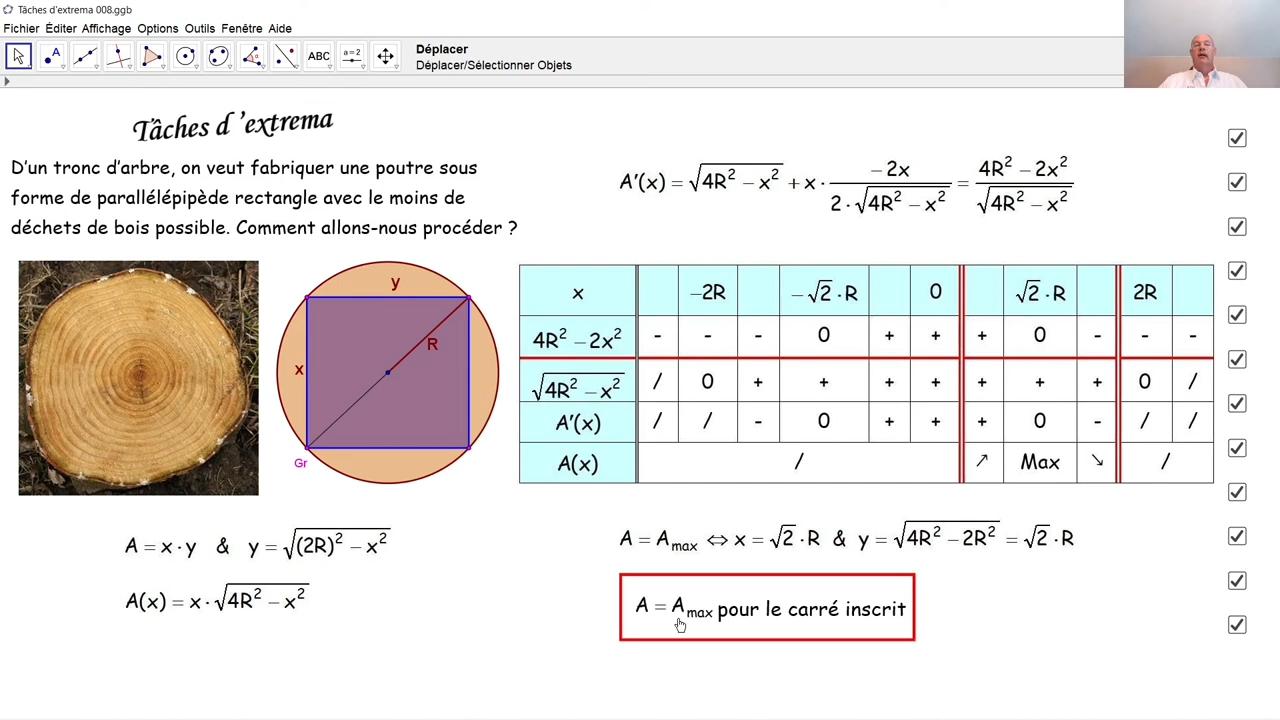 Tâches d'extrema 008.ggb
Fichier Éditer Affichage Options Outils Fenêtre Aide
A ABC a=2 Déplacer
Déplacer/Sélectionner Objets
Tâches d'extrema
D'un tronc d'arbre, on veut fabriquer une poutre sous
forme de parallélépipède rectangle avec le moins de
déchets de bois possible. Comment allons-nous procéder ?
y
R
x
Gr
A = x · y & y = √((2R)² − x²)
A(x) = x · √(4R² − x²)
A'(x) = √(4R² − x²) + x · (−2x)/(2 · √(4R² − x²)) = (4R² − 2x²)/√(4R² − x²)
x −2R −√2 · R 0 √2 · R 2R
4R² − 2x² - - - 0 + + + 0 - - -
√(4R² − x²) / 0 + + + + + + + 0 /
A'(x) / / - 0 + + + 0 - / /
A(x) / ↗ Max ↘ /
A = Amax ⇔ x = √2 · R & y = √(4R² − 2R²) = √2 · R
A = Amax pour le carré inscrit